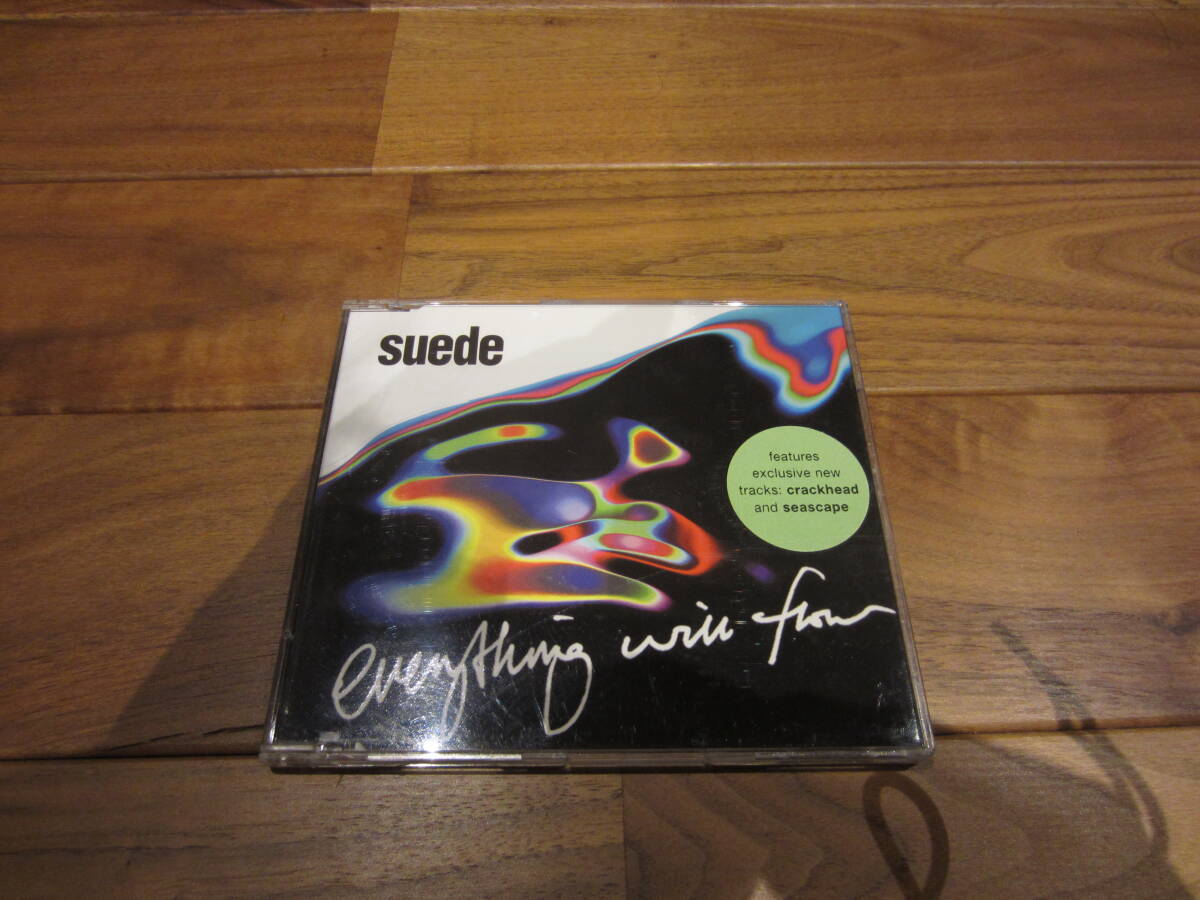 suede
features
exclusive new
tracks: crackhead
and seascape
everything will flow